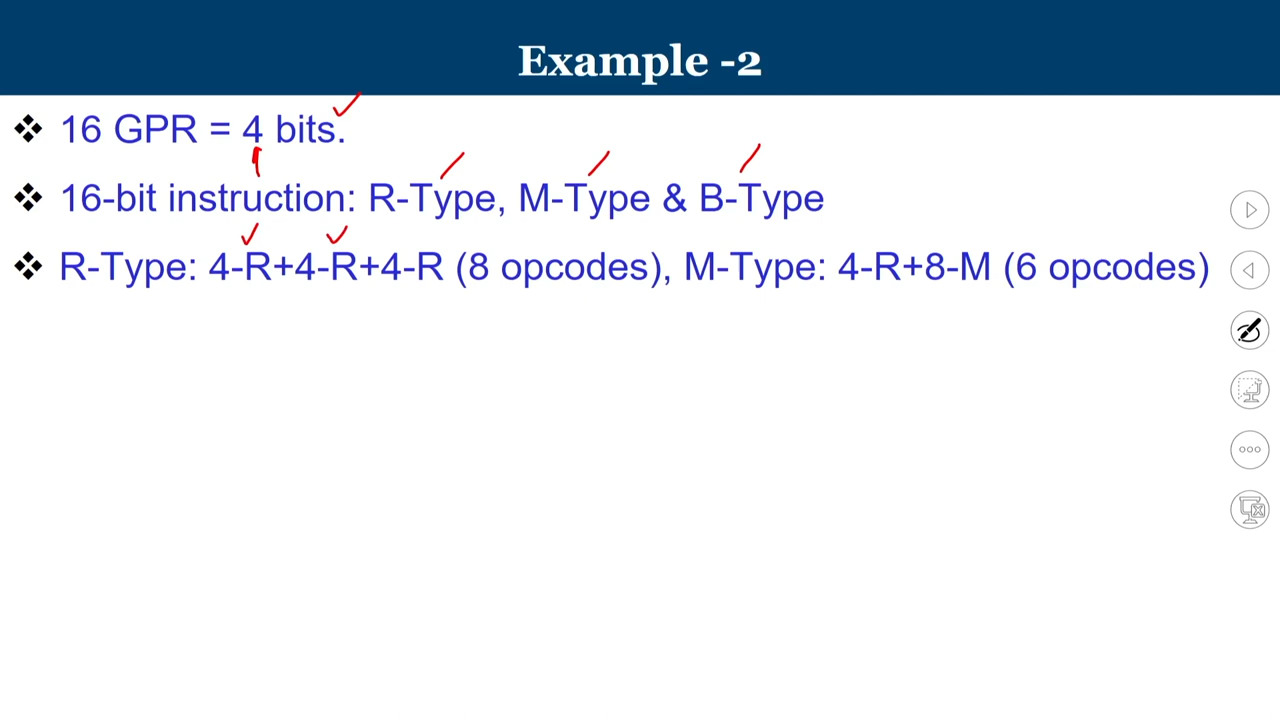 Example -2
❖ 16 GPR = 4 bits.
❖ 16-bit instruction: R-Type, M-Type & B-Type
❖ R-Type: 4-R+4-R+4-R (8 opcodes), M-Type: 4-R+8-M (6 opcodes)